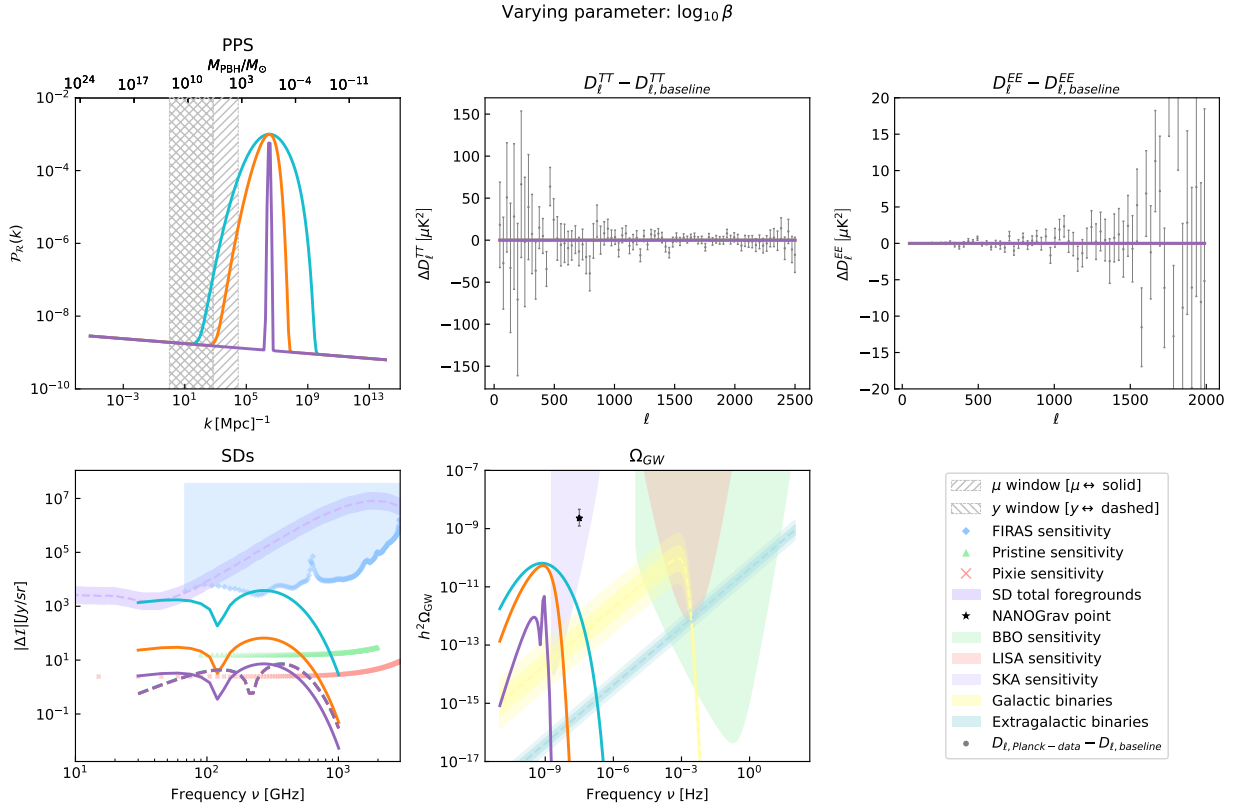 Varying parameter: log₁₀ β
PPS
M_PBH/M_⊙
10²⁴ 10¹⁷ 10¹⁰ 10³ 10⁻⁴ 10⁻¹¹
10⁻²
10⁻⁴
10⁻⁶
10⁻⁸
10⁻¹⁰
𝒫_ℛ(k)
10⁻³ 10¹ 10⁵ 10⁹ 10¹³
k [Mpc]⁻¹
D_ℓ^TT − D_ℓ,baseline^TT
150
100
50
0
−50
−100
−150
ΔD_ℓ^TT [μK²]
0 500 1000 1500 2000 2500
ℓ
D_ℓ^EE − D_ℓ,baseline^EE
20
15
10
5
0
−5
−10
−15
−20
ΔD_ℓ^EE [μK²]
0 500 1000 1500 2000
ℓ
SDs
10⁷
10⁵
10³
10¹
10⁻¹
|Δℐ|[Jy/sr]
10¹ 10² 10³
Frequency ν [GHz]
Ω_GW
10⁻⁷
10⁻⁹
10⁻¹¹
10⁻¹³
10⁻¹⁵
10⁻¹⁷
h²Ω_GW
10⁻⁹ 10⁻⁶ 10⁻³ 10⁰
Frequency ν [Hz]
μ window [μ↔ solid]
y window [y↔ dashed]
FIRAS sensitivity
Pristine sensitivity
Pixie sensitivity
SD total foregrounds
NANOGrav point
BBO sensitivity
LISA sensitivity
SKA sensitivity
Galactic binaries
Extragalactic binaries
D_ℓ,Planck−data − D_ℓ,baseline